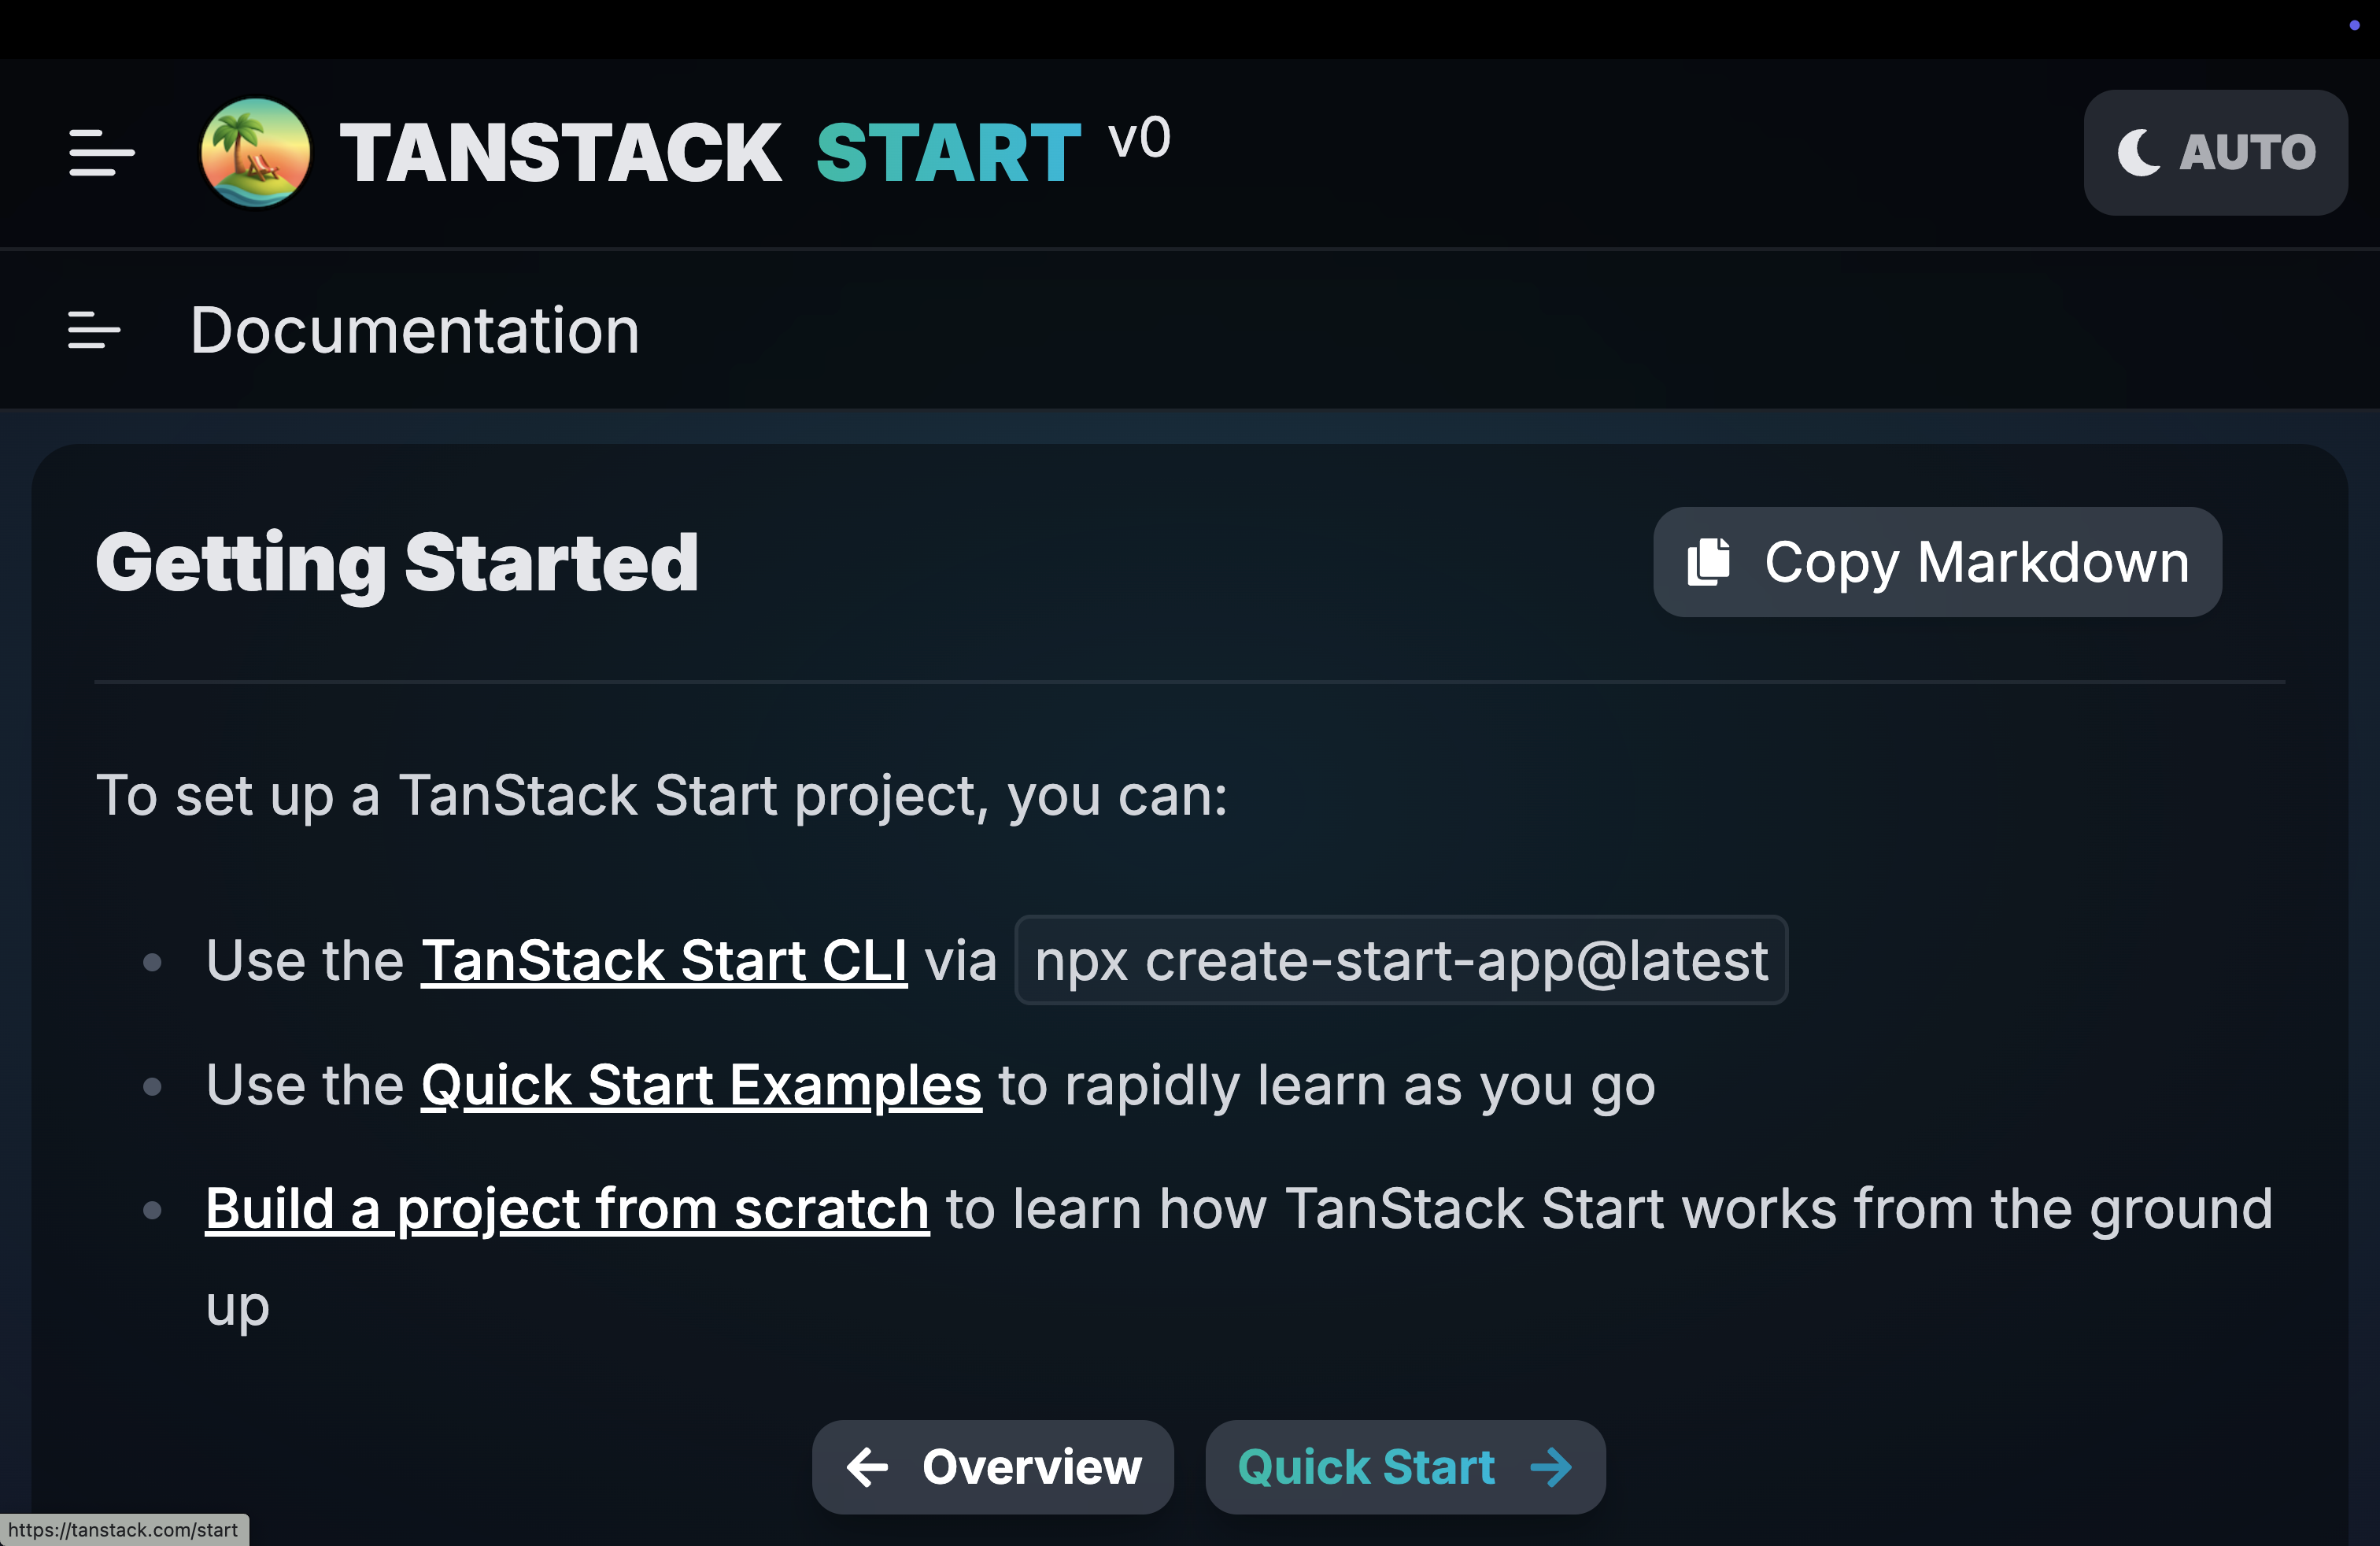 TANSTACK START v0
AUTO
Documentation
Getting Started
Copy Markdown
To set up a TanStack Start project, you can:
Use the TanStack Start CLI via npx create-start-app@latest
Use the Quick Start Examples to rapidly learn as you go
Build a project from scratch to learn how TanStack Start works from the ground
up
Overview
Quick Start
https://tanstack.com/start